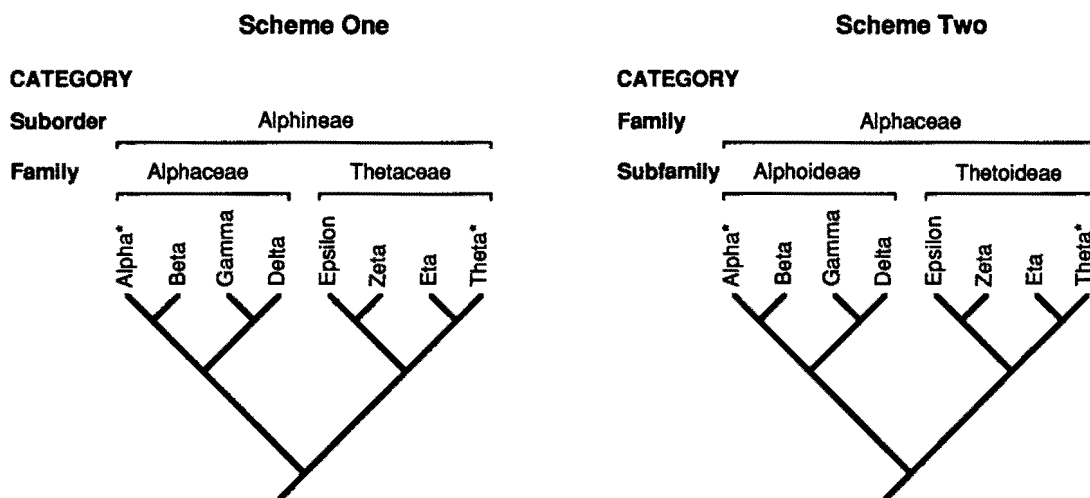 Scheme One
CATEGORY
Suborder Alphineae
Family Alphaceae Thetaceae
Alpha* Beta Gamma Delta Epsilon Zeta Eta Theta*
Scheme Two
CATEGORY
Family Alphaceae
Subfamily Alphoideae Thetoideae
Alpha* Beta Gamma Delta Epsilon Zeta Eta Theta*